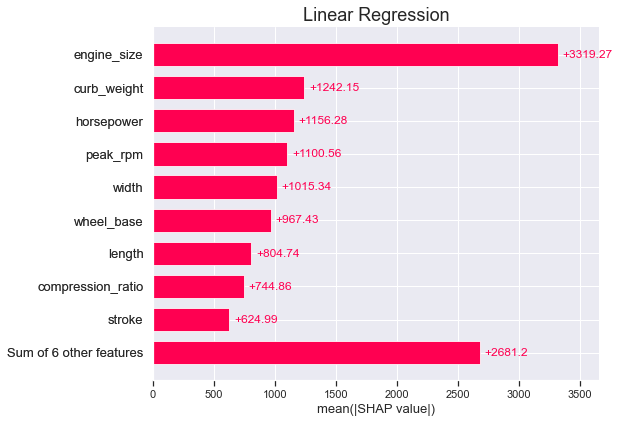 Linear Regression
engine_size +3319.27
curb_weight +1242.15
horsepower +1156.28
peak_rpm +1100.56
width +1015.34
wheel_base +967.43
length +804.74
compression_ratio +744.86
stroke +624.99
Sum of 6 other features +2681.2
0 500 1000 1500 2000 2500 3000 3500
mean(|SHAP value|)